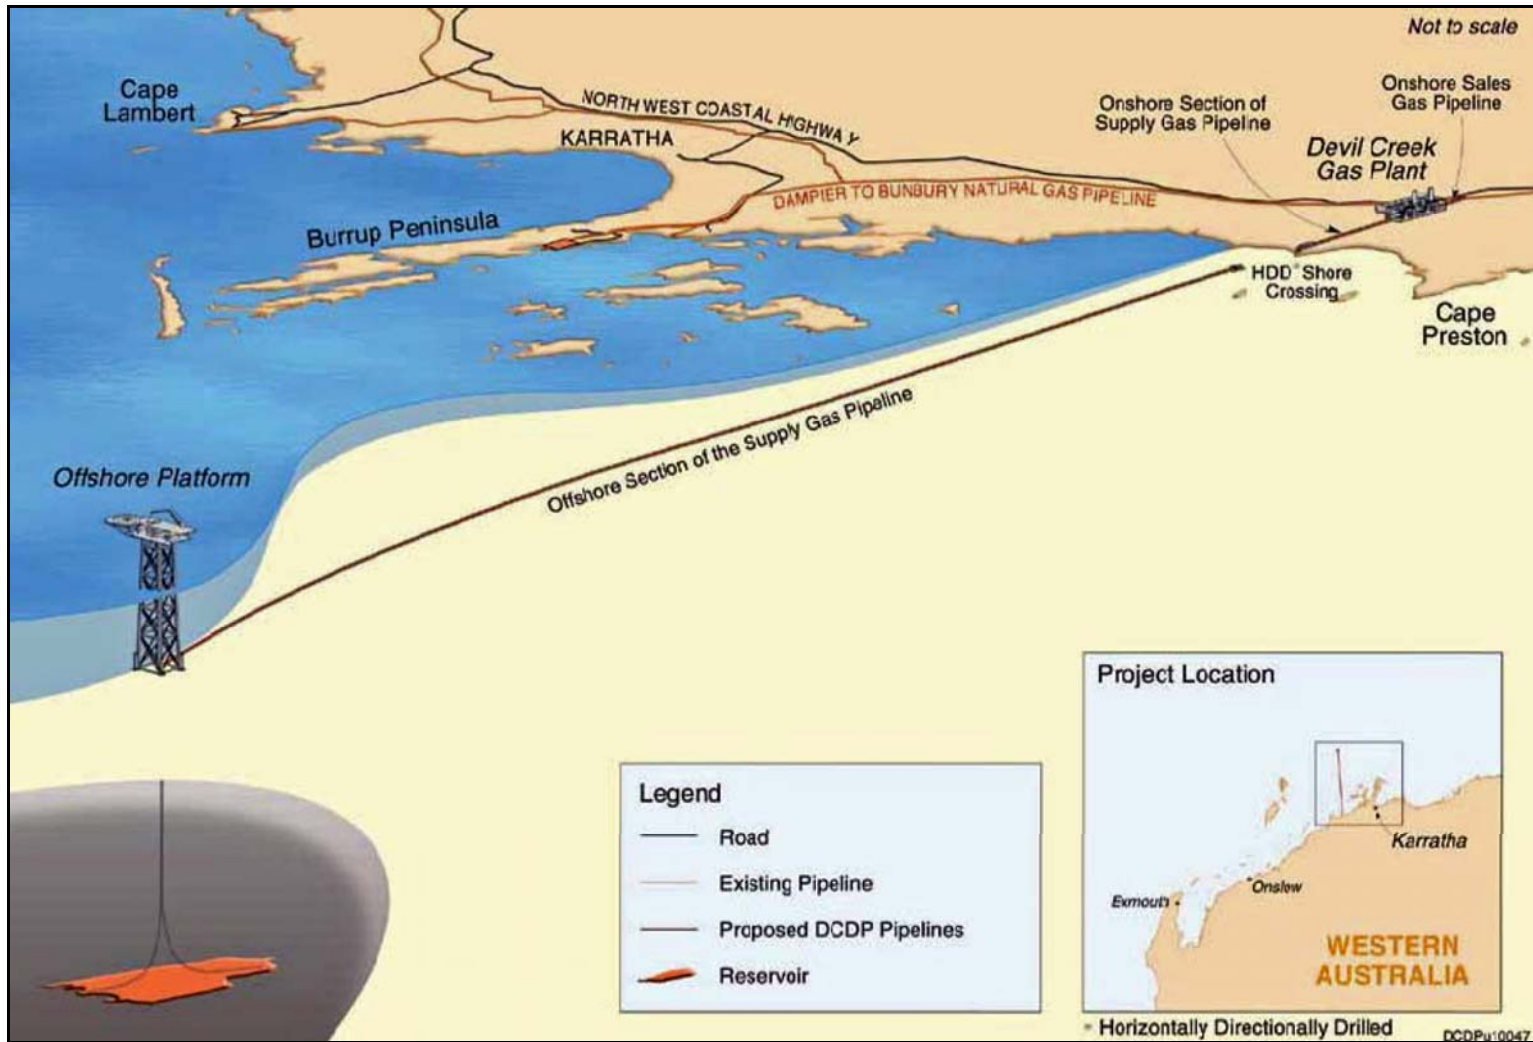 Not to scale
Cape
Lambert
NORTH WEST COASTAL HIGHWAY
KARRATHA
Onshore Section of
Supply Gas Pipeline
Onshore Sales
Gas Pipeline
Devil Creek
Gas Plant
DAMPIER TO BUNBURY NATURAL GAS PIPELINE
Burrup Peninsula
HDD* Shore
Crossing
Cape
Preston
Offshore Section of the Supply Gas Pipeline
Offshore Platform
Project Location
Karratha
Onslow
Exmouth
WESTERN
AUSTRALIA
Legend
Road
Existing Pipeline
Proposed DCDP Pipelines
Reservoir
* Horizontally Directionally Drilled
DCDPu10047